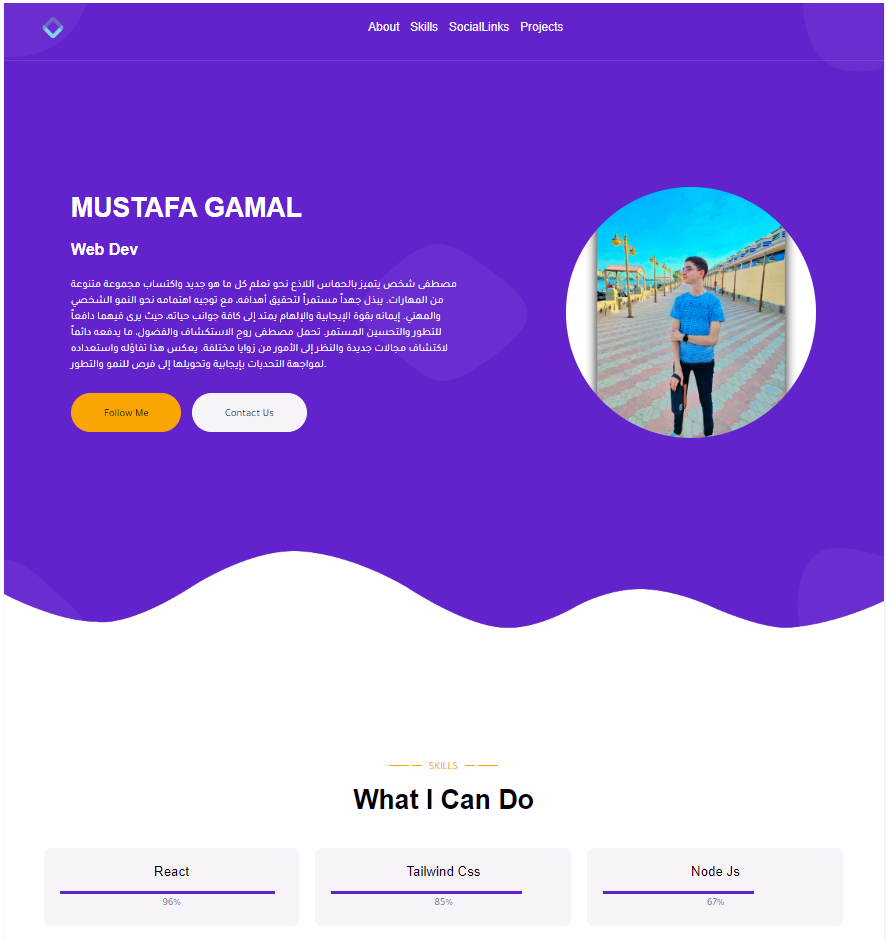 About Skills SocialLinks Projects
MUSTAFA GAMAL
Web Dev
مصطفى شخص يتميز بالحماس اللاذع نحو تعلم كل ما هو جديد واكتساب مجموعة متنوعة
من المهارات. يبذل جهداً مستمراً لتحقيق أهدافه، مع توجيه اهتمامه نحو النمو الشخصي
والمهني. إيمانه بقوة الإيجابية والإلهام يمتد إلى كافة جوانب حياته، حيث يرى فيهما دافعاً
للتطور والتحسين المستمر. تحمل مصطفى روح الاستكشاف والفضول، ما يدفعه دائماً
لاكتشاف مجالات جديدة والنظر إلى الأمور من زوايا مختلفة. يعكس هذا تفاؤله واستعداده
لمواجهة التحديات بإيجابية وتحويلها إلى فرص للنمو والتطور.
Follow Me
Contact Us
SKILLS
What I Can Do
React
96%
Tailwind Css
85%
Node Js
67%